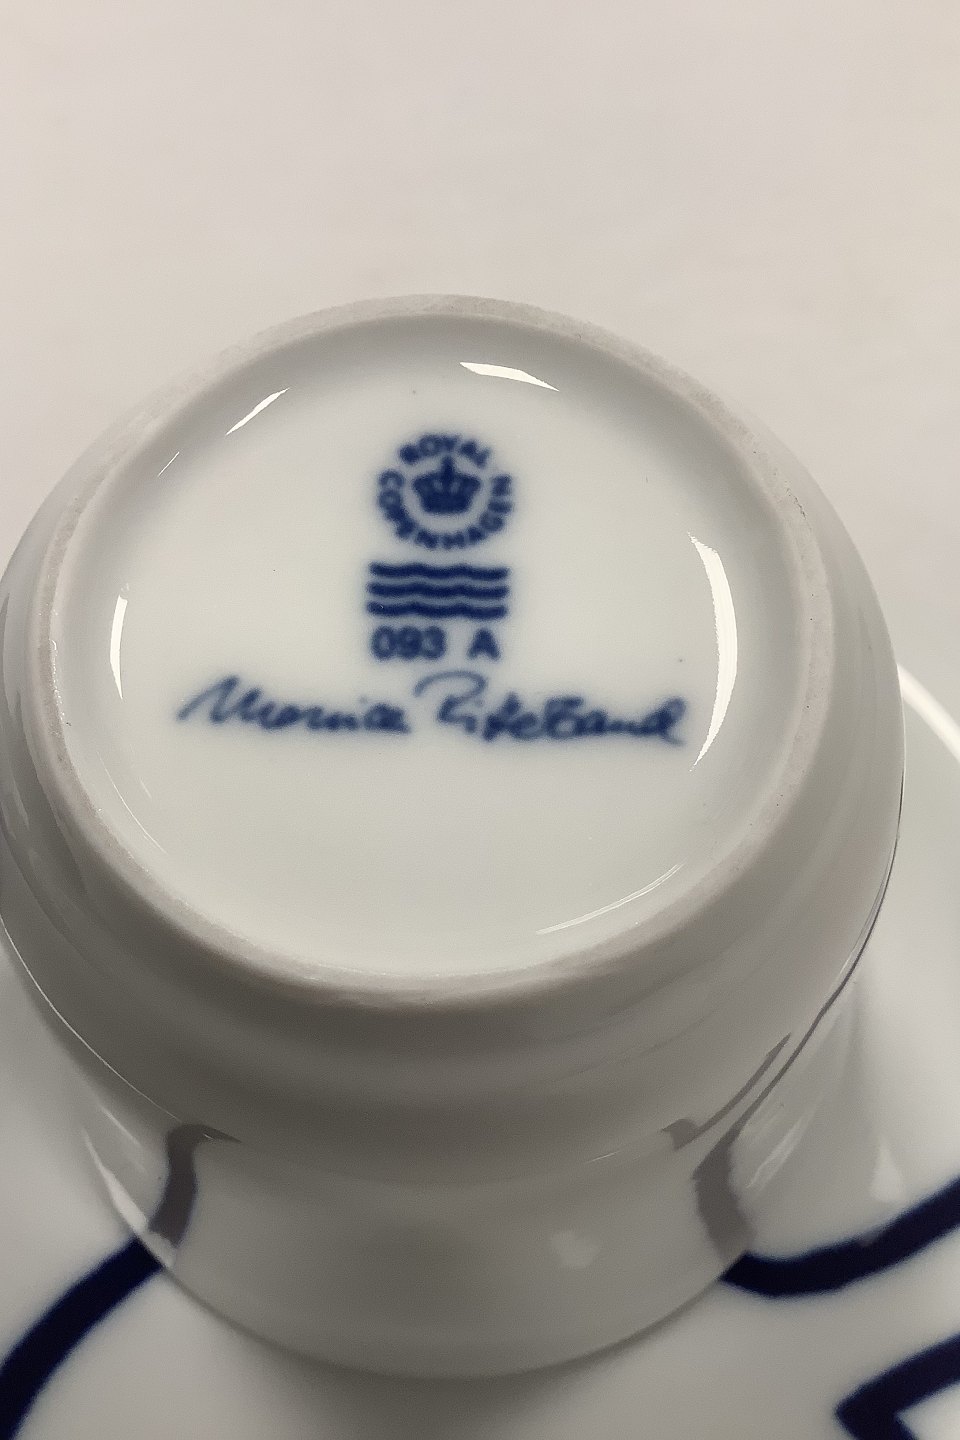 ROYAL COPENHAGEN
093 A
Monica Ritterband